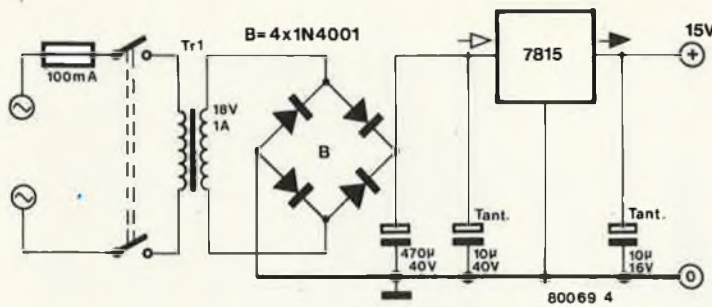 B=4x1N4001
15V
Tr1
7815
100mA
18V
1A
B
Tant.
Tant.
470µ
40V
10µ
40V
10µ
16V
80069 4
+
0